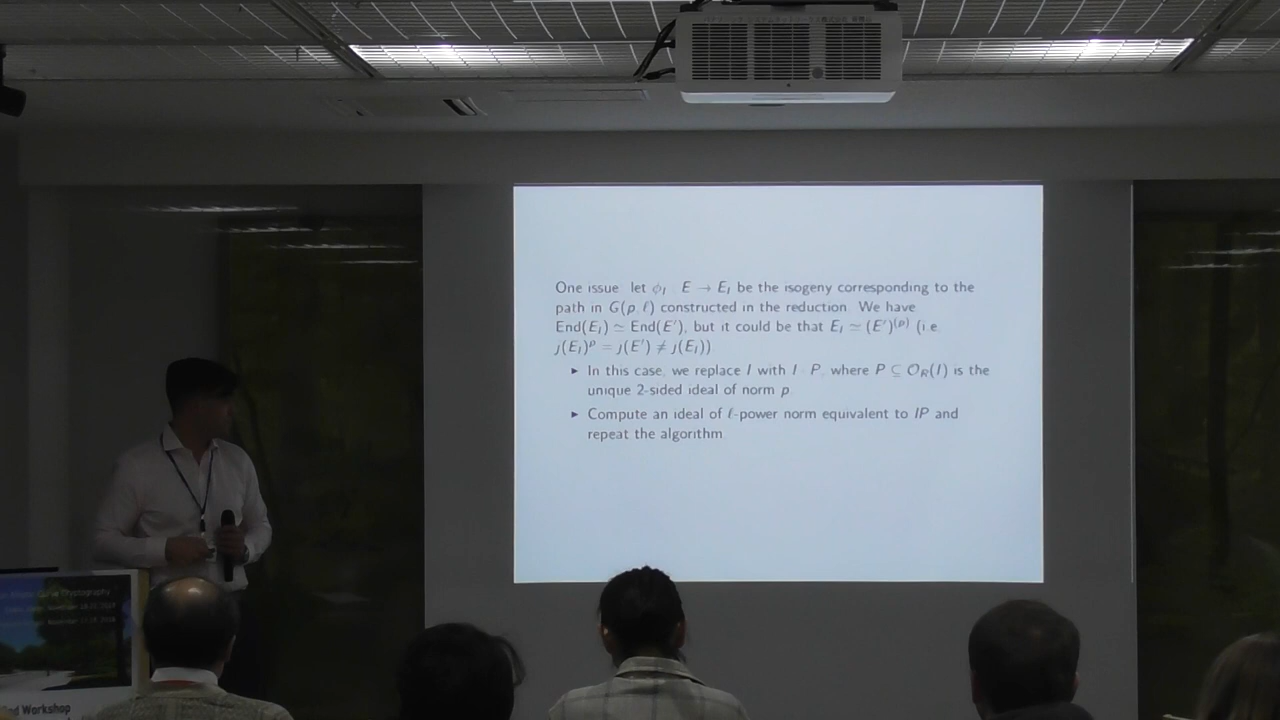 One issue let ϕ_I E → E_I be the isogeny corresponding to the
path in G(p ℓ) constructed in the reduction We have
End(E_I) ≃ End(E′), but it could be that E_I ≃ (E′)^(p) (i.e.
j(E_I)^p = j(E′) ≠ j(E_I))
▸ In this case, we replace I with I P, where P ⊆ O_R(I) is the
unique 2-sided ideal of norm p
▸ Compute an ideal of ℓ-power norm equivalent to IP and
repeat the algorithm
Curve Cryptography
Workshop